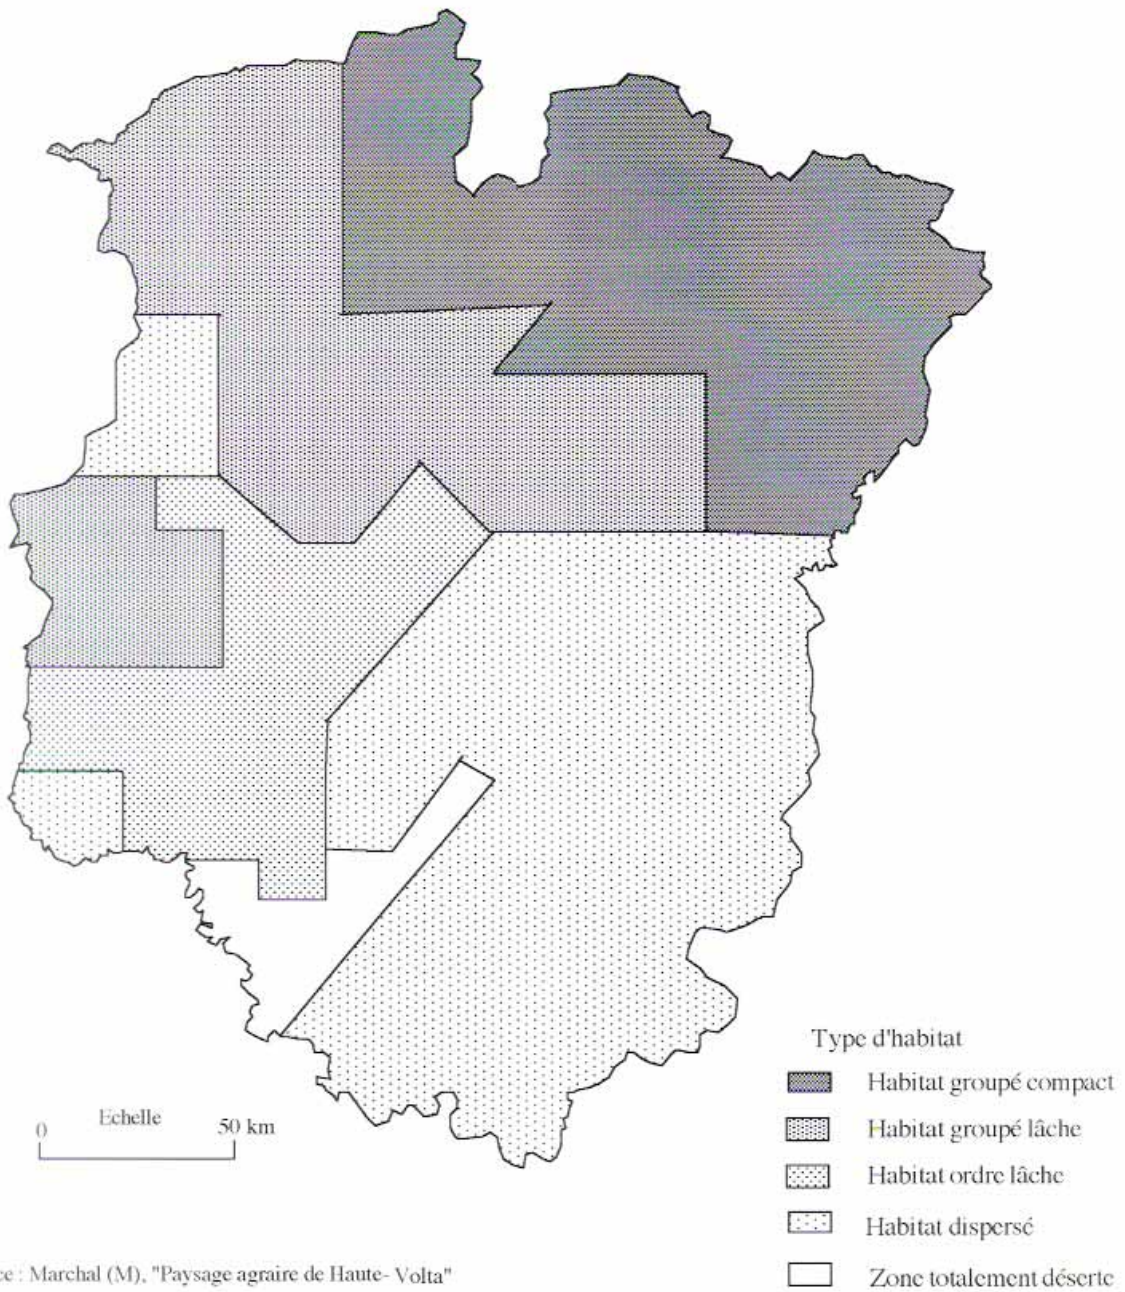 Type d'habitat
Habitat groupé compact
Habitat groupé lâche
Habitat ordre lâche
Habitat dispersé
Zone totalement déserte
Echelle
0 50 km
ce : Marchal (M), "Paysage agraire de Haute-Volta"